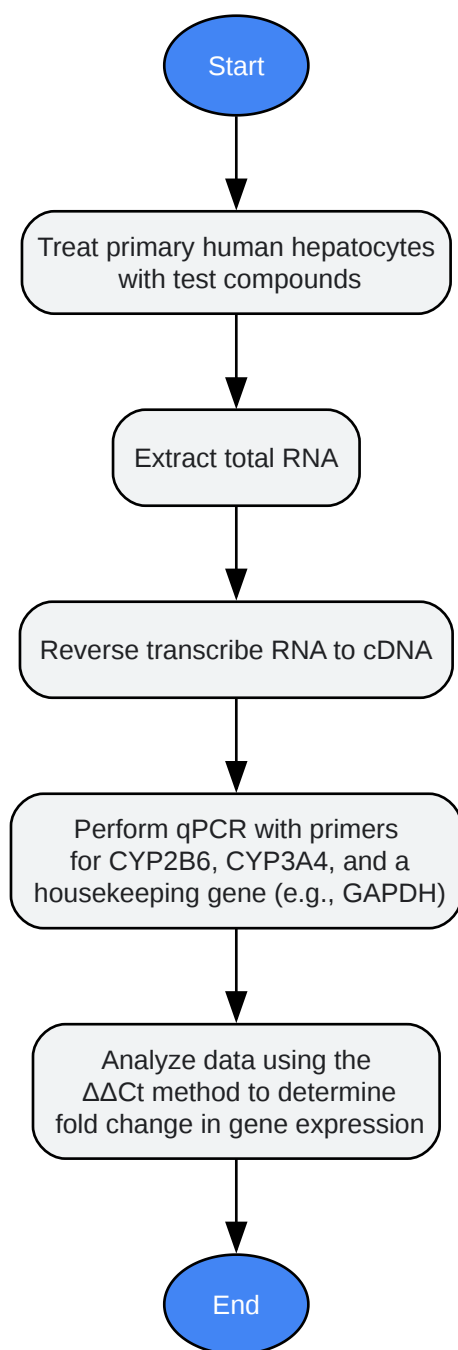 Start
Treat primary human hepatocytes
with test compounds
Extract total RNA
Reverse transcribe RNA to cDNA
Perform qPCR with primers
for CYP2B6, CYP3A4, and a
housekeeping gene (e.g., GAPDH)
Analyze data using the
ΔΔCt method to determine
fold change in gene expression
End